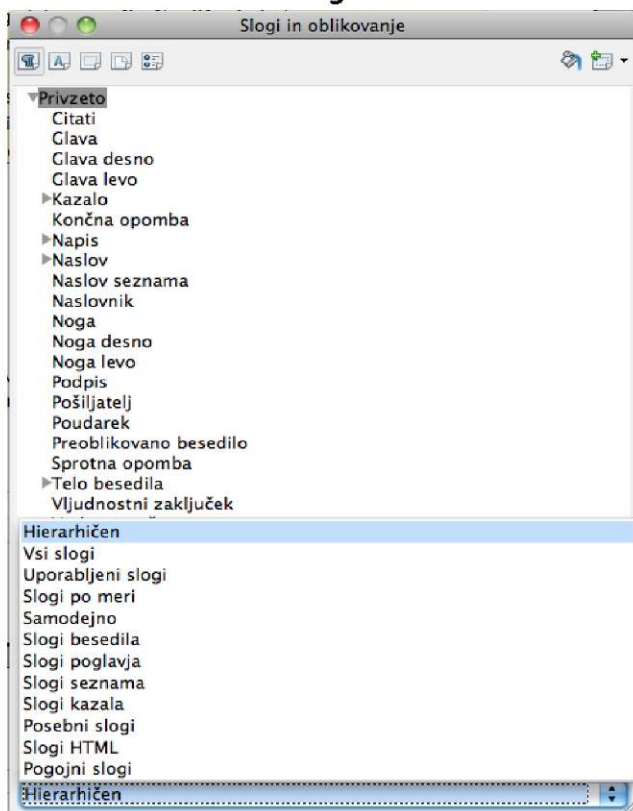 Slogi in oblikovanje
Privzeto
Citati
Glava
Glava desno
Glava levo
Kazalo
Končna opomba
Napis
Naslov
Naslov seznama
Naslovnik
Noga
Noga desno
Noga levo
Podpis
Pošiljatelj
Poudarek
Preoblikovano besedilo
Sprotna opomba
Telo besedila
Vljudnostni zaključek
Hierarhičen
Vsi slogi
Uporabljeni slogi
Slogi po meri
Samodejno
Slogi besedila
Slogi poglavja
Slogi seznama
Slogi kazala
Posebni slogi
Slogi HTML
Pogojni slogi
Hierarhičen